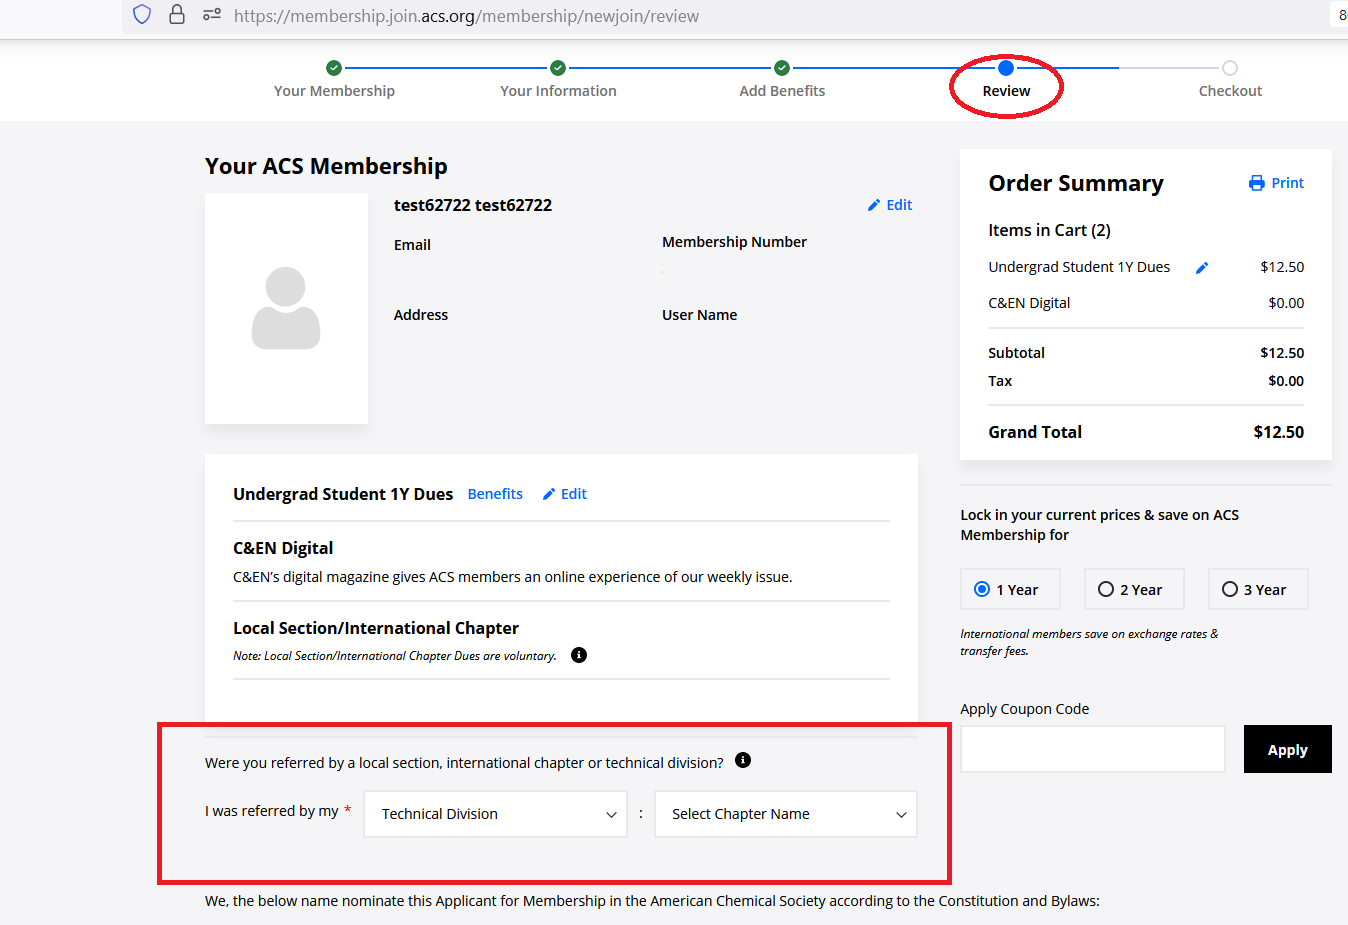 https://membership.join.acs.org/membership/newjoin/review
Your Membership
Your Information
Add Benefits
Review
Checkout
Your ACS Membership
test62722 test62722
Edit
Email
Membership Number
Address
User Name
Undergrad Student 1Y Dues Benefits Edit
C&EN Digital
C&EN's digital magazine gives ACS members an online experience of our weekly issue.
Local Section/International Chapter
Note: Local Section/International Chapter Dues are voluntary.
Were you referred by a local section, international chapter or technical division?
I was referred by my * Technical Division : Select Chapter Name
We, the below name nominate this Applicant for Membership in the American Chemical Society according to the Constitution and Bylaws:
Order Summary
Print
Items in Cart (2)
Undergrad Student 1Y Dues $12.50
C&EN Digital $0.00
Subtotal $12.50
Tax $0.00
Grand Total $12.50
Lock in your current prices & save on ACS
Membership for
1 Year 2 Year 3 Year
International members save on exchange rates &
transfer fees.
Apply Coupon Code
Apply